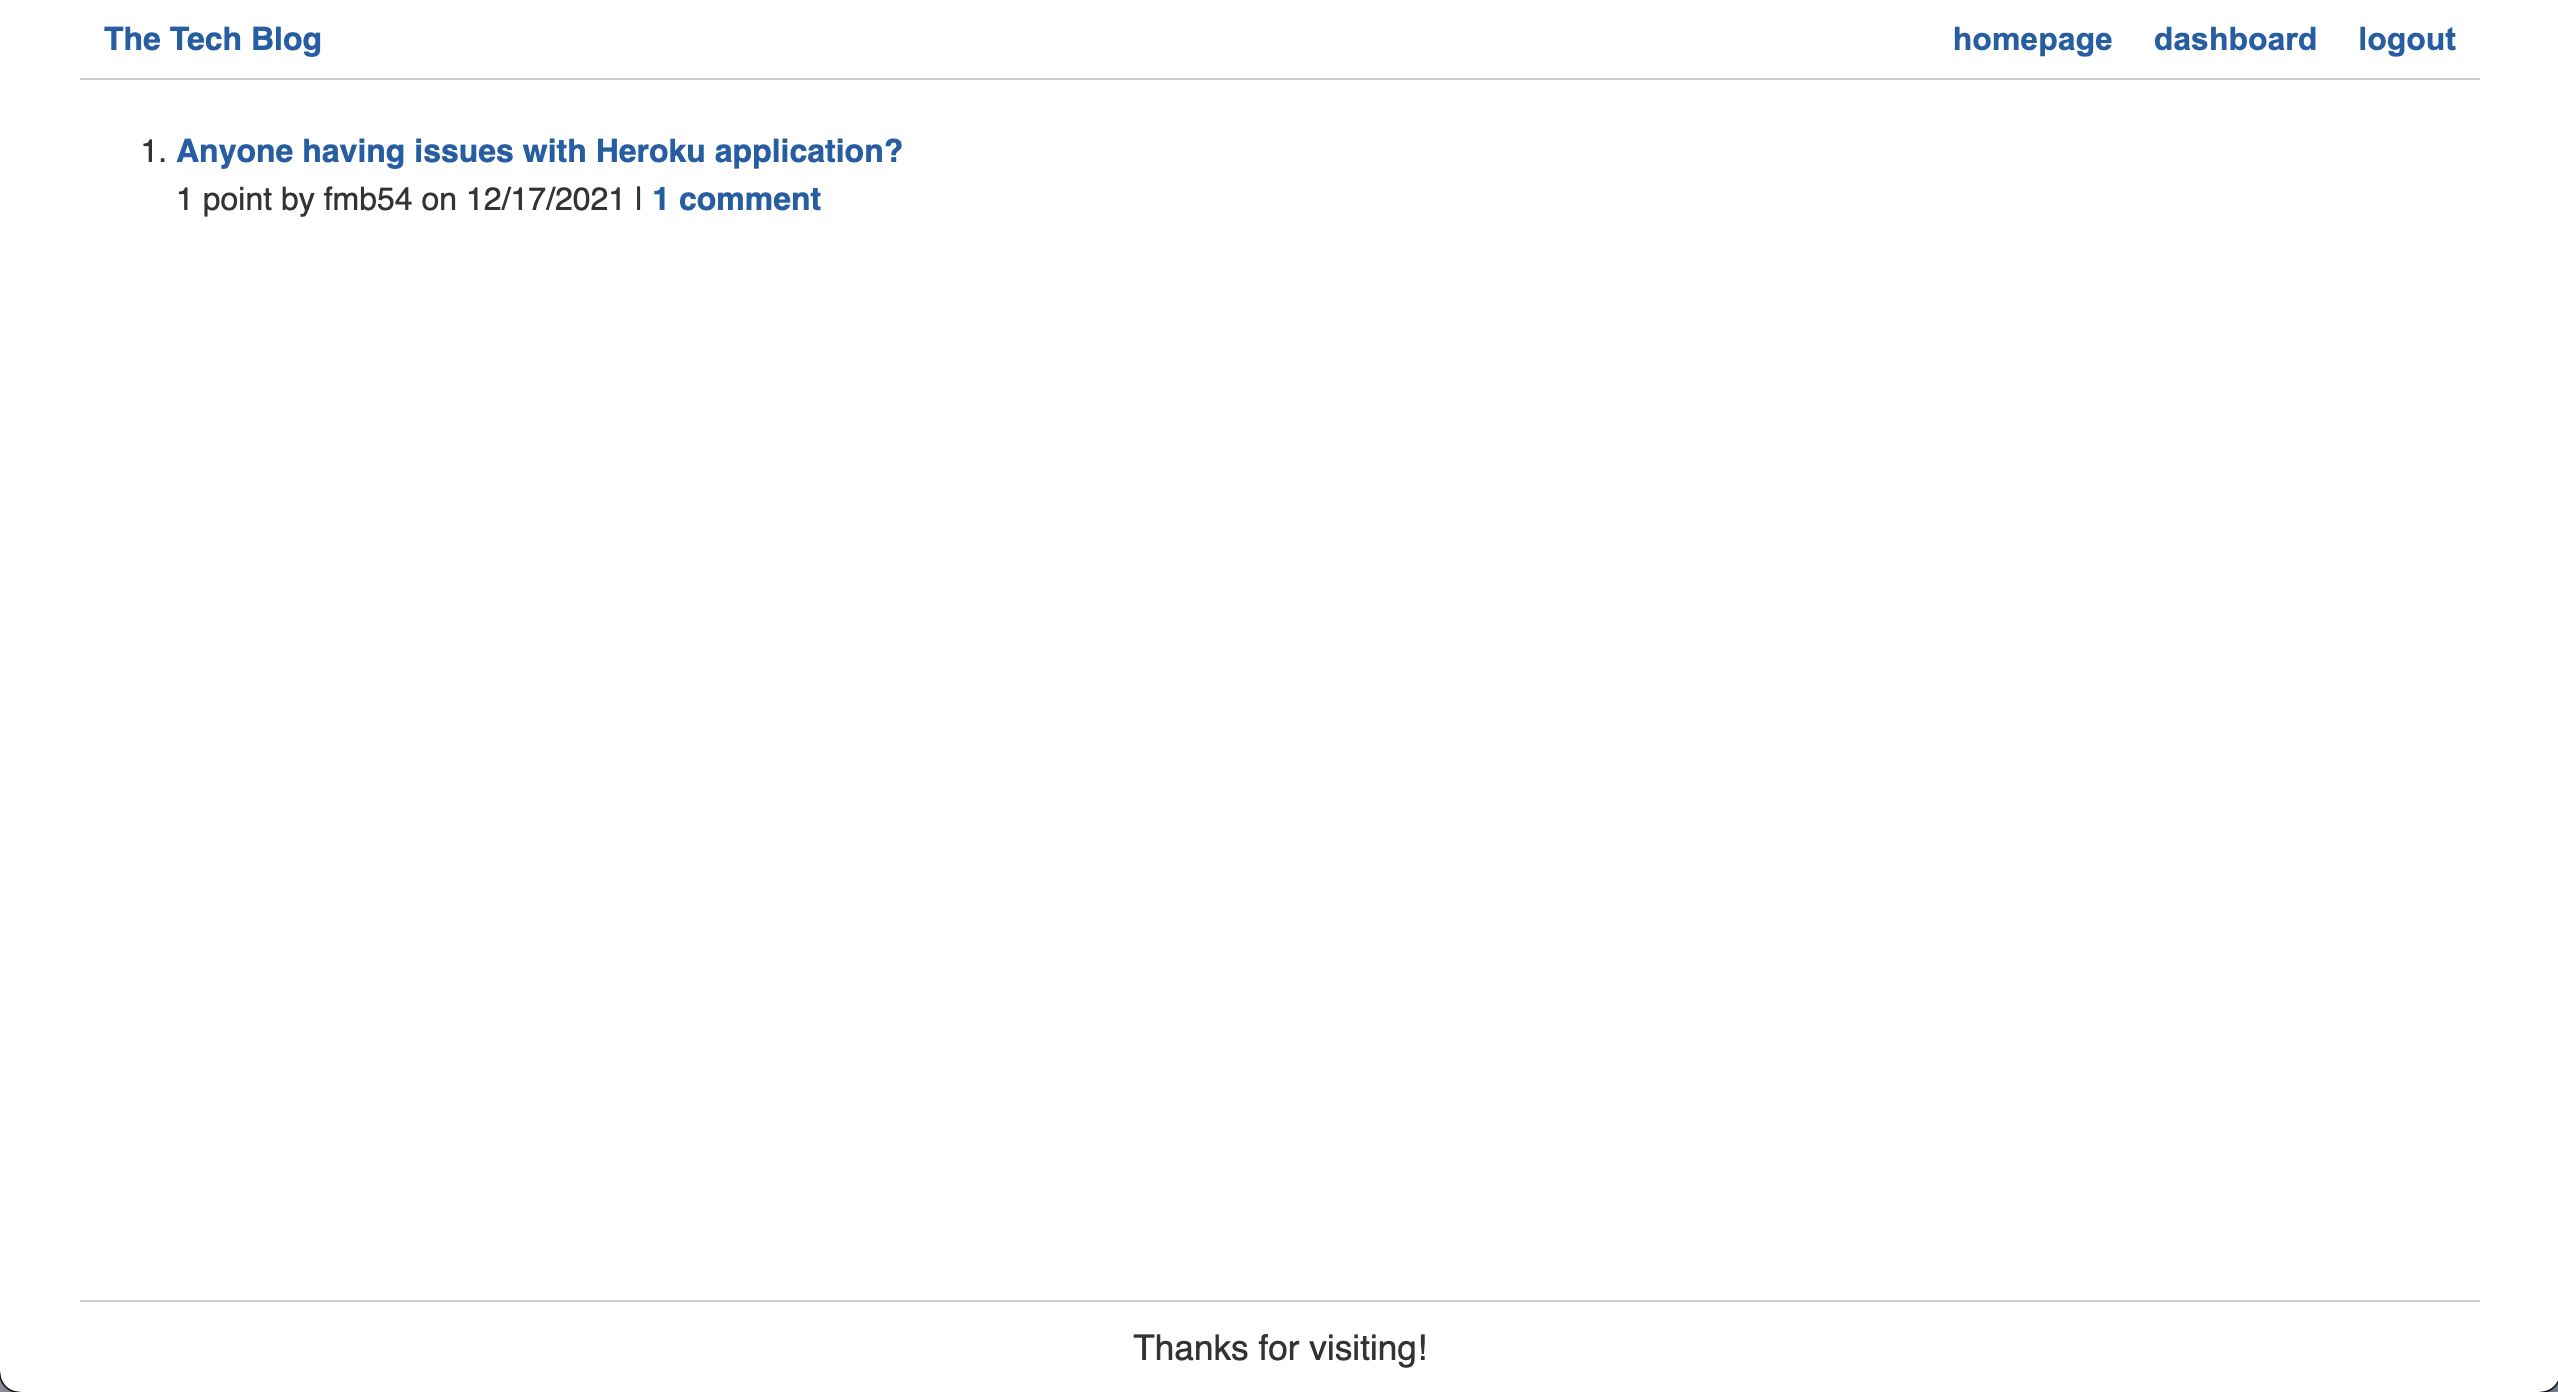 The Tech Blog homepage dashboard logout
1. Anyone having issues with Heroku application?
1 point by fmb54 on 12/17/2021 | 1 comment
Thanks for visiting!